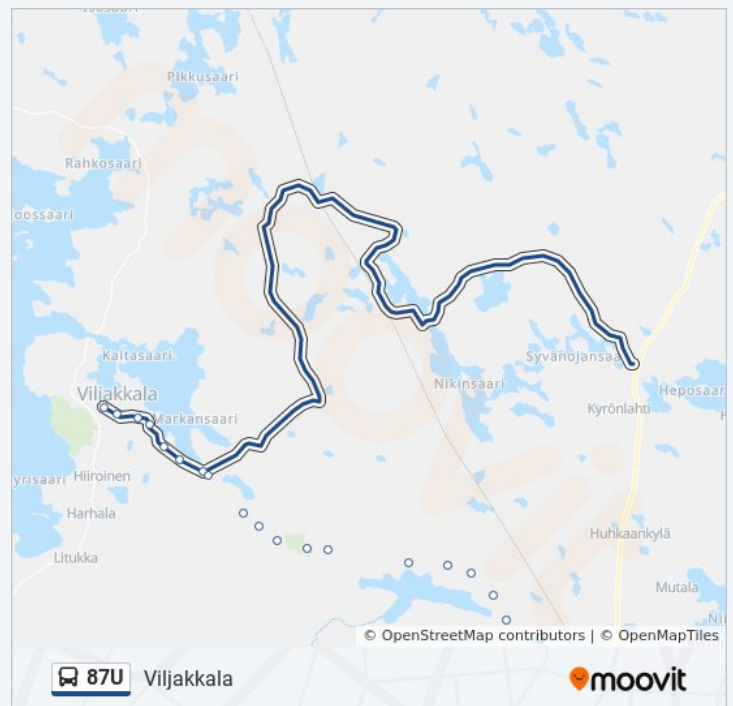 Pikkusaari
Rahkosaari
oossaari
Kaitasaari
Viljakkala
Markansaari
Syvänojansaa
Nikinsaari
Heposaar
Kyrönlahti
yrisaari
Hiiroinen
Harhala
Litukka
Huhkaankylä
Mutala
© OpenStreetMap contributors | © OpenMapTiles
87U Viljakkala
moovit